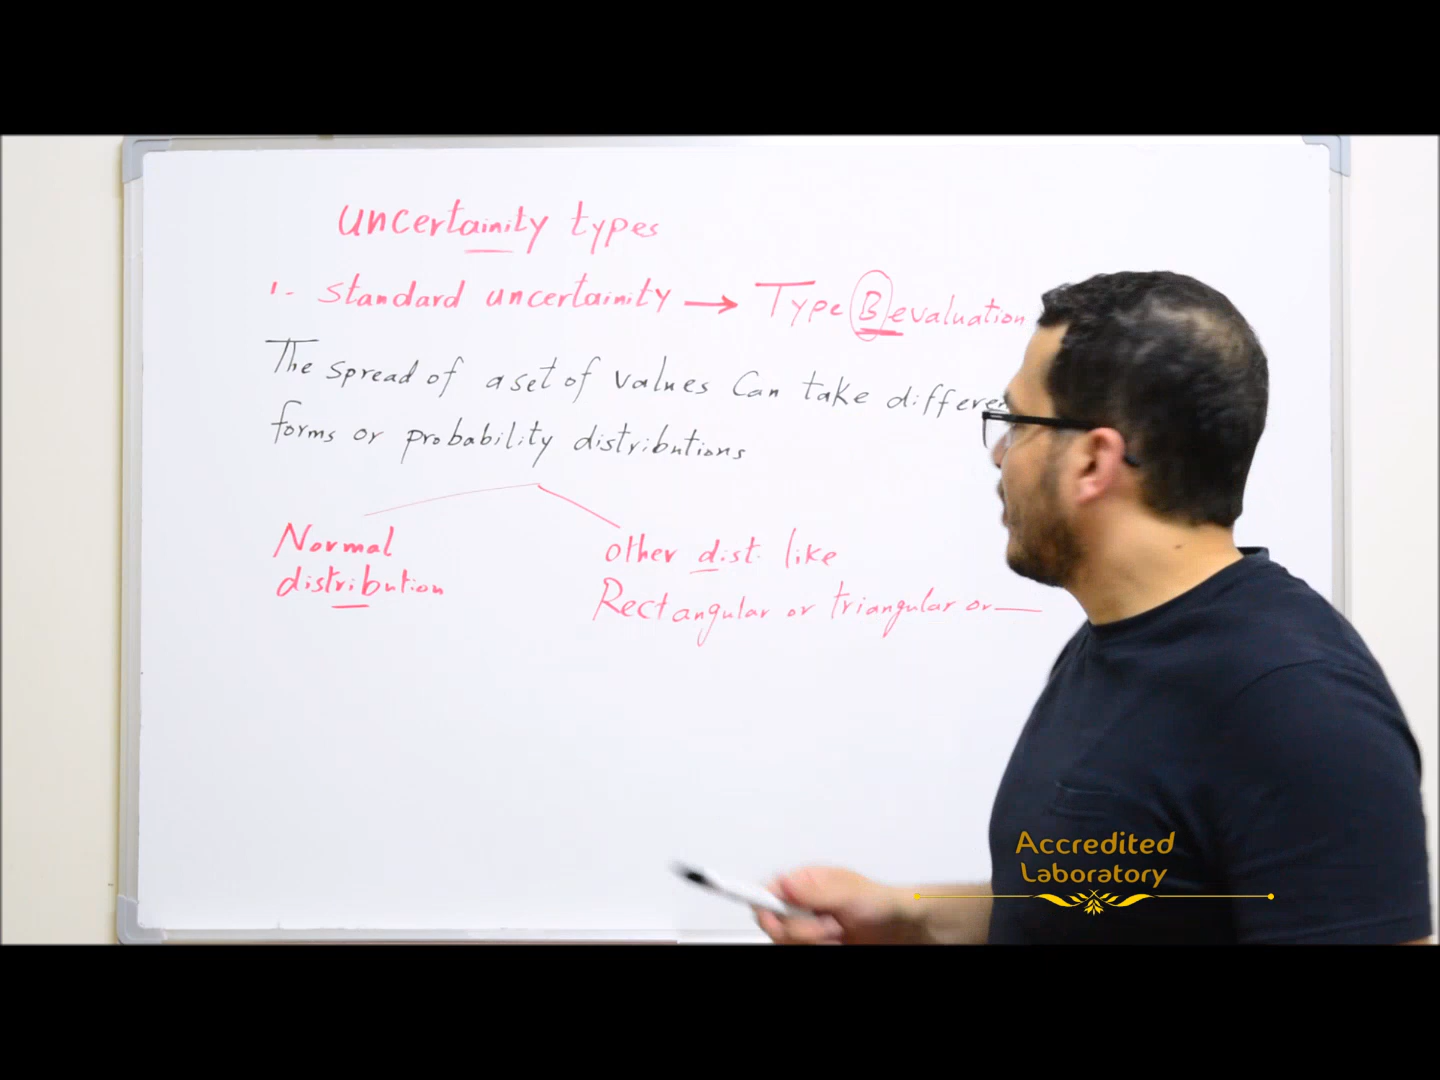 uncertainity types
1- standard uncertainity → Type B evaluation
The spread of a set of values Can take differen
forms or probability distributions
Normal
distribution
other dist. like
Rectangular or triangular or —
Accredited
Laboratory